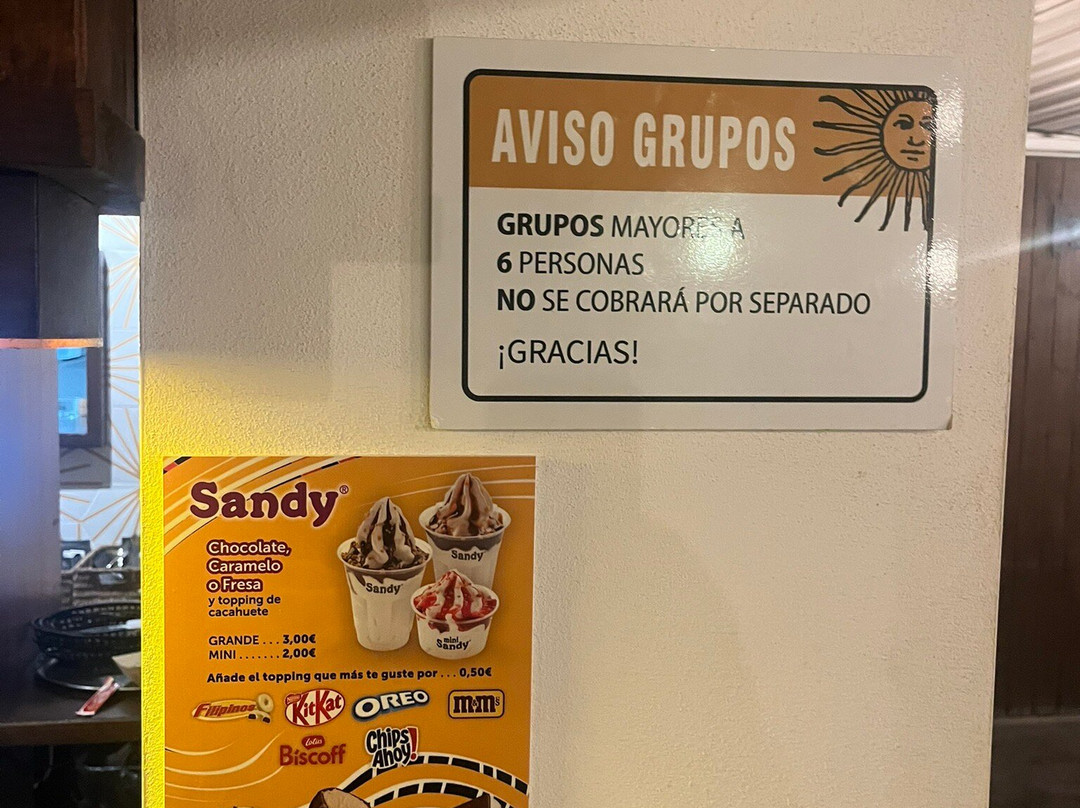 AVISO GRUPOS
GRUPOS MAYORES A
6 PERSONAS
NO SE COBRARÁ POR SEPARADO
¡GRACIAS!
Sandy®
Chocolate,
Caramelo
o Fresa
y topping de
cacahuete
GRANDE . . . 3,00€
MINI . . . . . . . 2,00€
Sandy
Sandy
mini
Sandy
Añade el topping que más te guste por . . . 0,50€
Filipinos
Nestlé
KitKat
OREO
m&m's
Lotus
Biscoff
Chips
Ahoy!